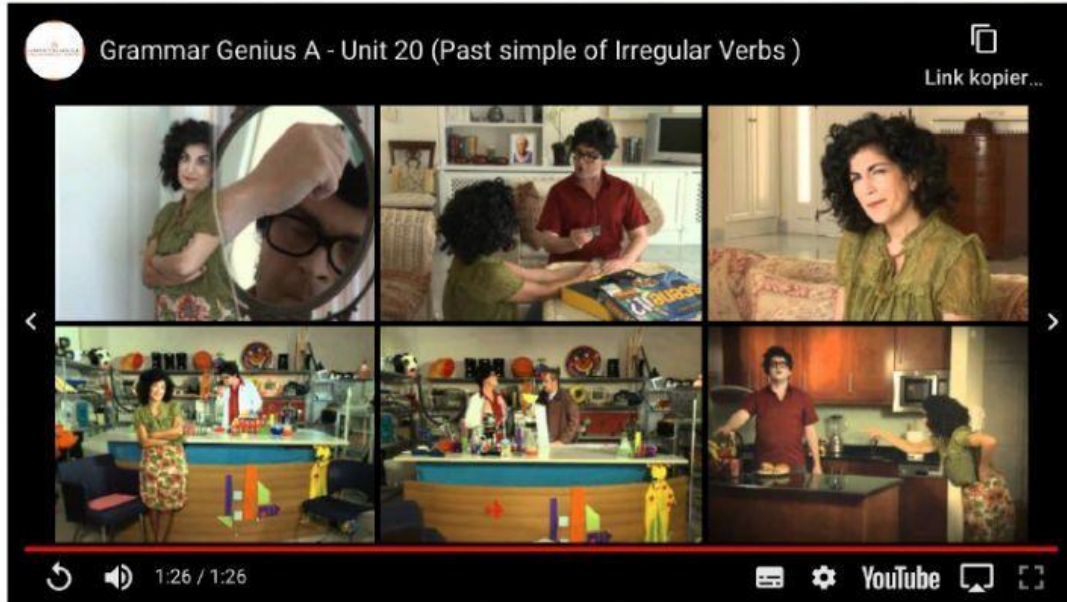 Grammar Genius A - Unit 20 (Past simple of Irregular Verbs )
Link kopier...
1:26 / 1:26
YouTube